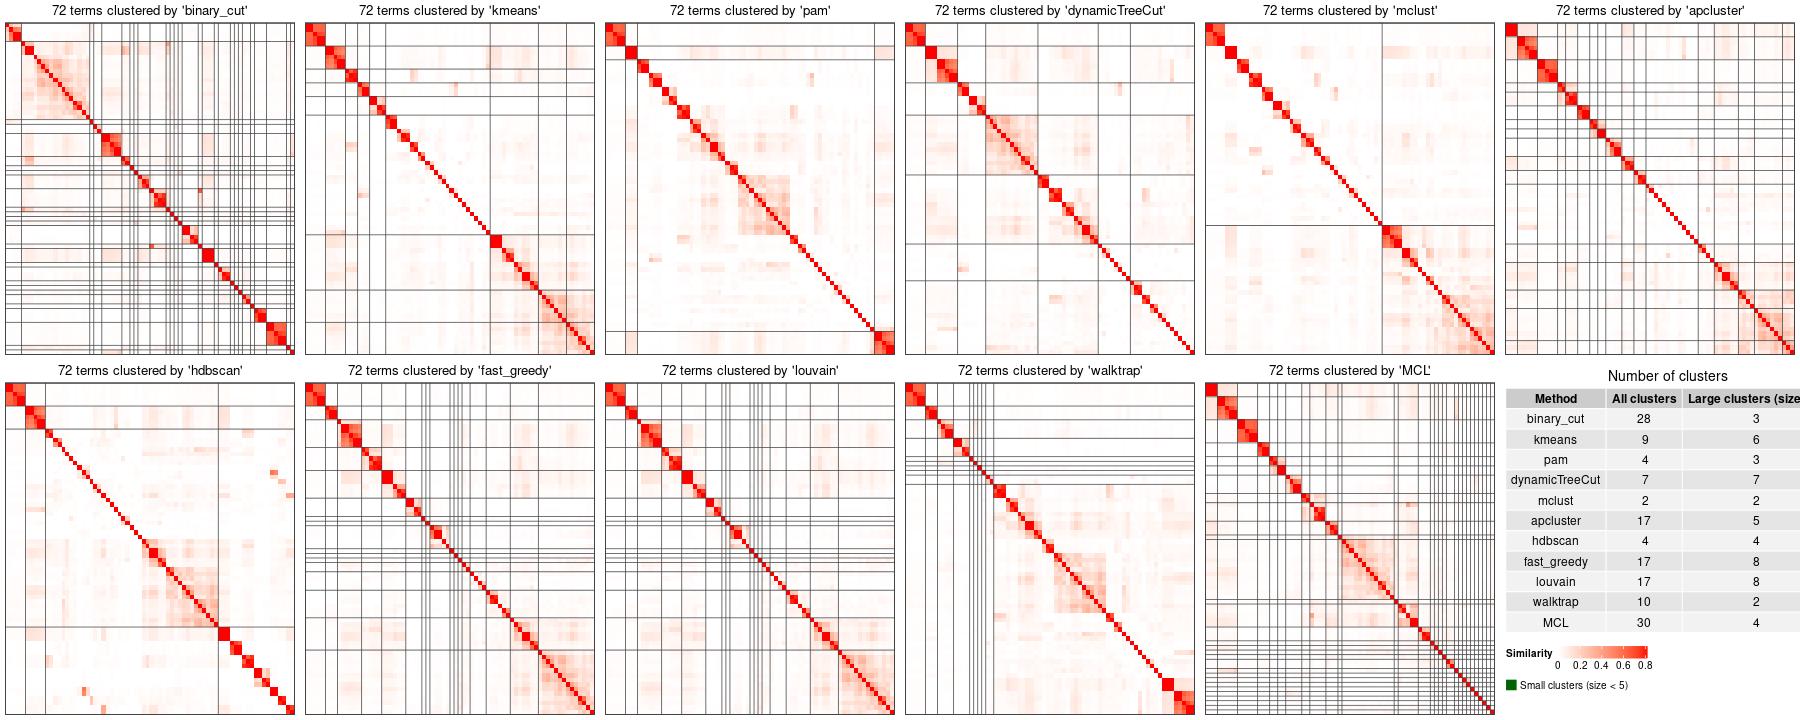 72 terms clustered by 'binary_cut'
72 terms clustered by 'kmeans'
72 terms clustered by 'pam'
72 terms clustered by 'dynamicTreeCut'
72 terms clustered by 'mclust'
72 terms clustered by 'apcluster'
72 terms clustered by 'hdbscan'
72 terms clustered by 'fast_greedy'
72 terms clustered by 'louvain'
72 terms clustered by 'walktrap'
72 terms clustered by 'MCL'
Number of clusters
Method All clusters Large clusters (size
binary_cut 28 3
kmeans 9 6
pam 4 3
dynamicTreeCut 7 7
mclust 2 2
apcluster 17 5
hdbscan 4 4
fast_greedy 17 8
louvain 17 8
walktrap 10 2
MCL 30 4
Similarity
0 0.2 0.4 0.6 0.8
Small clusters (size < 5)